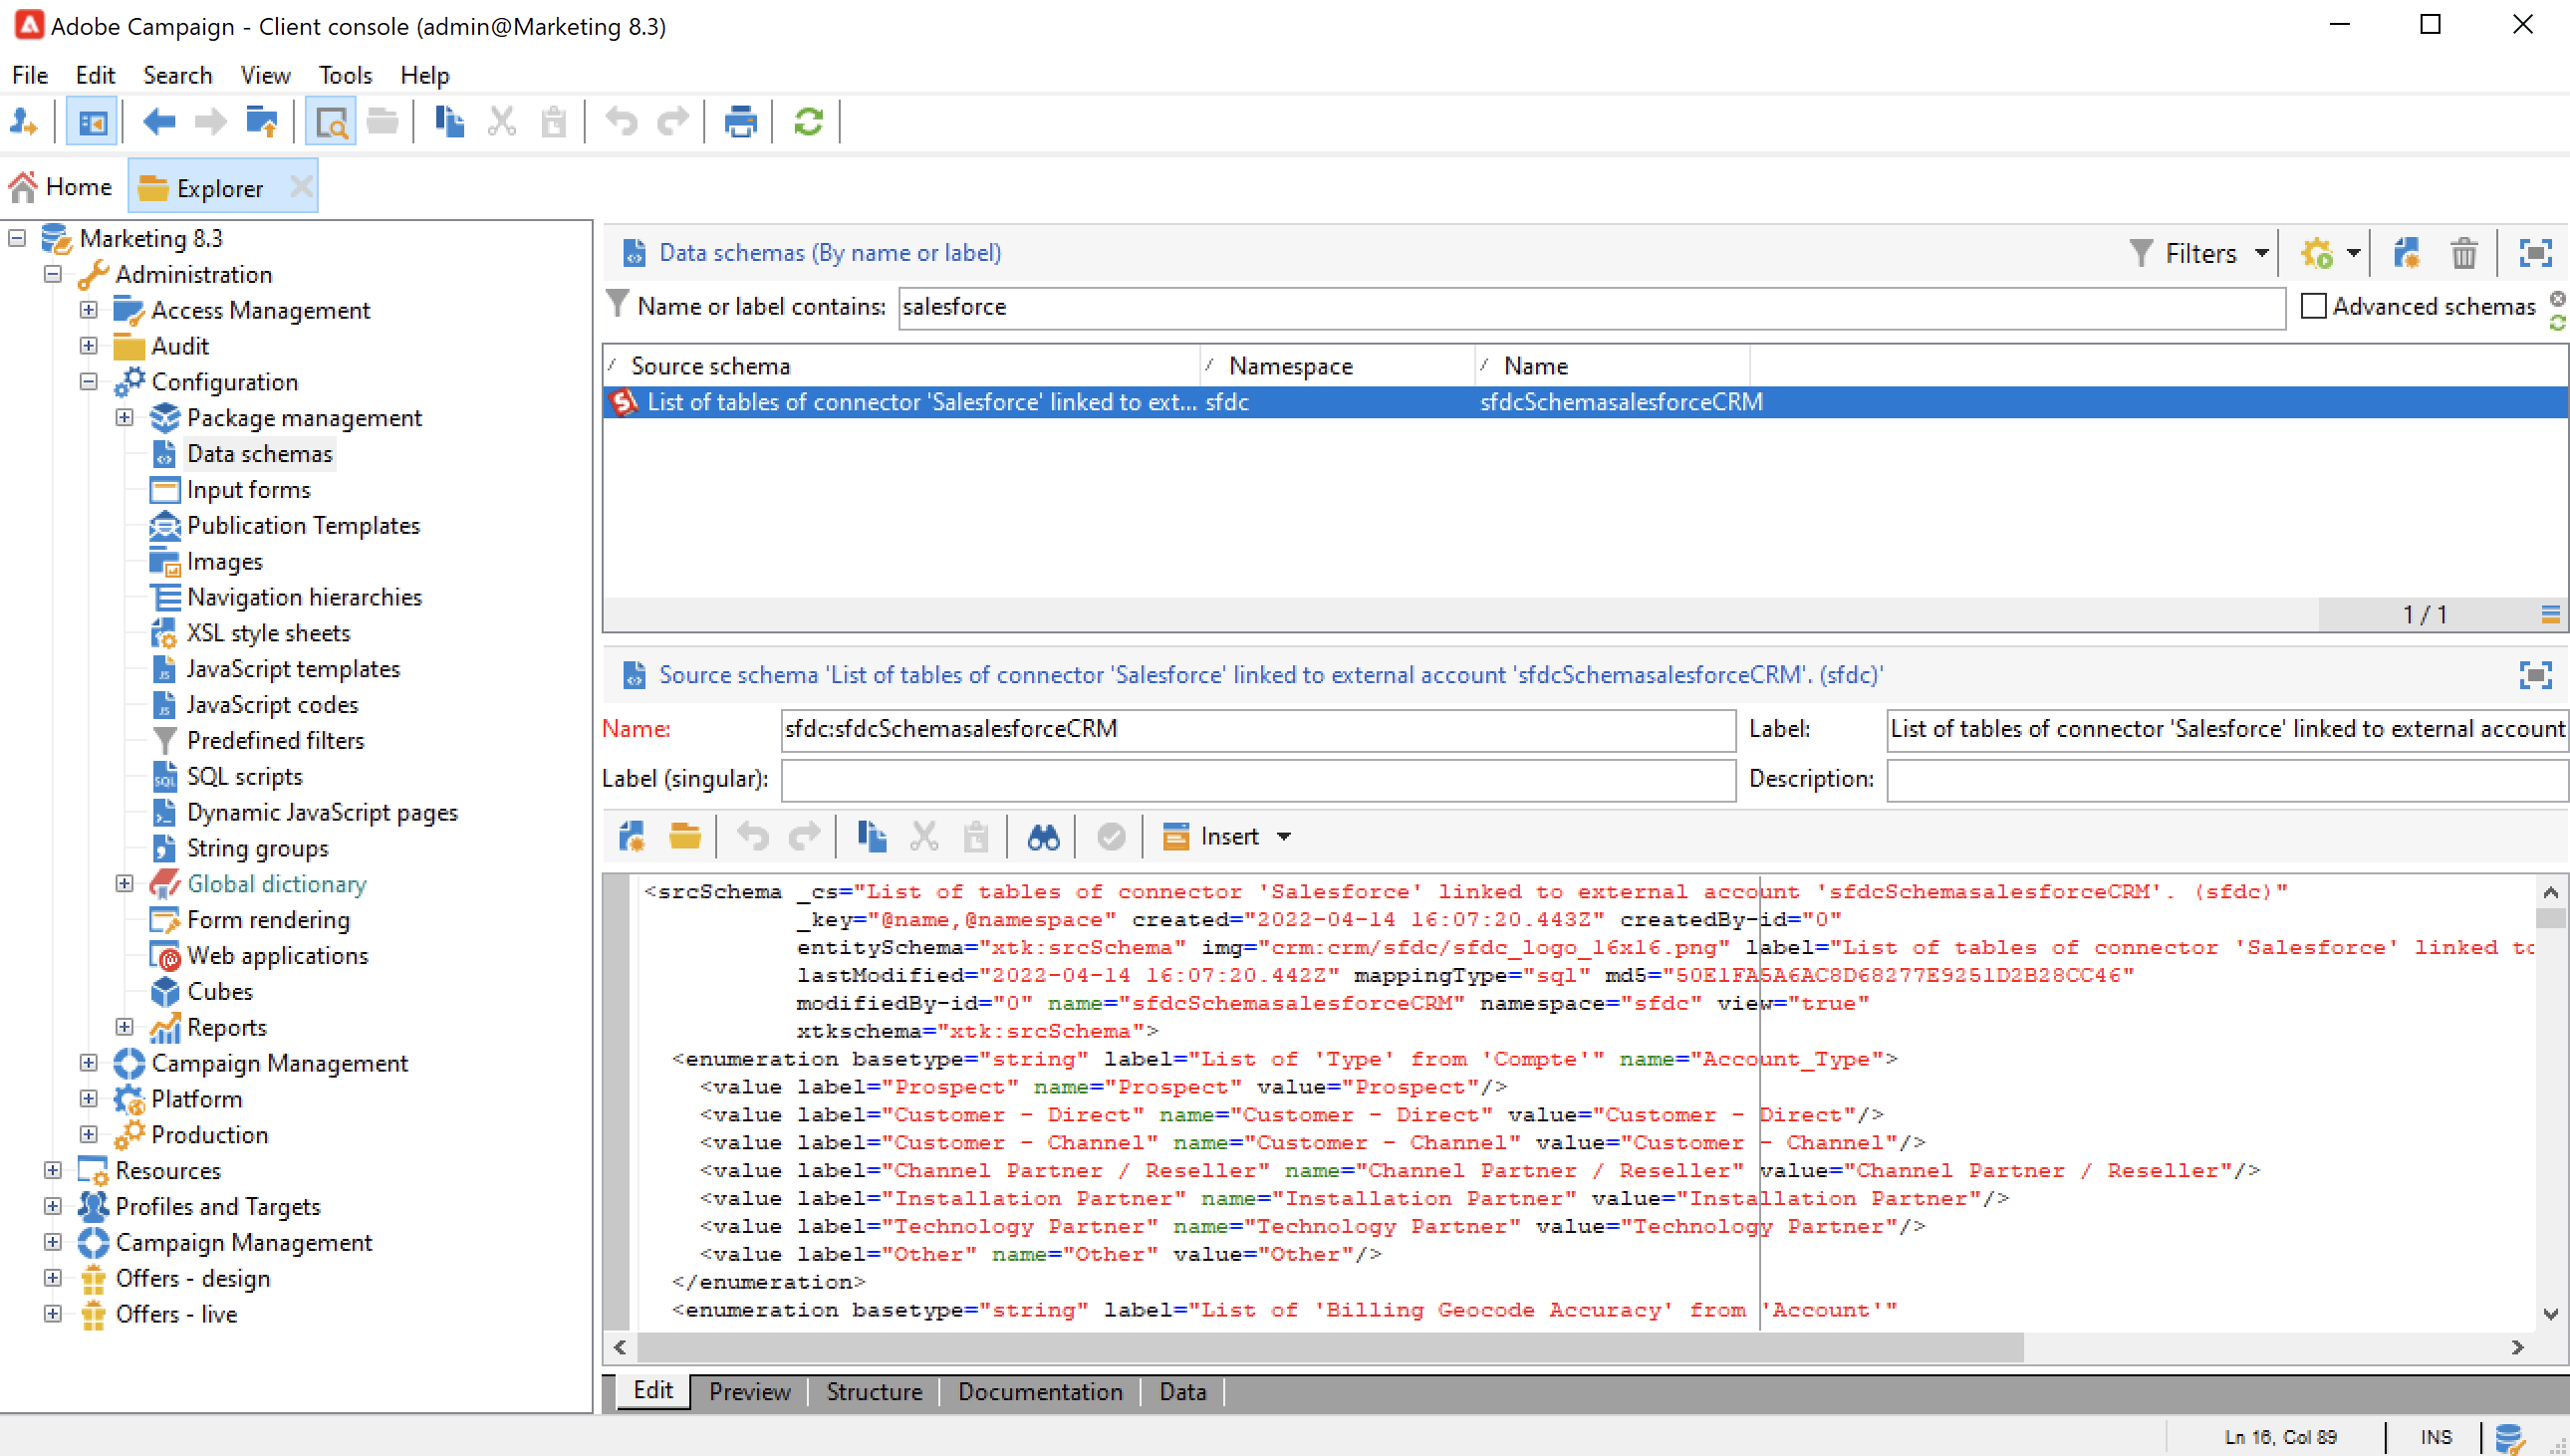 Adobe Campaign - Client console (admin@Marketing 8.3)
File Edit Search View Tools Help
Home Explorer
Marketing 8.3
Administration
Access Management
Audit
Configuration
Package management
Data schemas
Input forms
Publication Templates
Images
Navigation hierarchies
XSL style sheets
JavaScript templates
JavaScript codes
Predefined filters
SQL scripts
Dynamic JavaScript pages
String groups
Global dictionary
Form rendering
Web applications
Cubes
Reports
Campaign Management
Platform
Production
Resources
Profiles and Targets
Campaign Management
Offers - design
Offers - live
Data schemas (By name or label) Filters
Name or label contains: salesforce Advanced schemas
Source schema Namespace Name
List of tables of connector 'Salesforce' linked to ext... sfdc sfdcSchemasalesforceCRM
1 / 1
Source schema 'List of tables of connector 'Salesforce' linked to external account 'sfdcSchemasalesforceCRM'. (sfdc)'
Name: sfdc:sfdcSchemasalesforceCRM Label: List of tables of connector 'Salesforce' linked to external account
Label (singular): Description:
Insert
<srcSchema _cs="List of tables of connector 'Salesforce' linked to external account 'sfdcSchemasalesforceCRM'. (sfdc)"
_key="@name,@namespace" created="2022-04-14 16:07:20.443Z" createdBy-id="0"
entitySchema="xtk:srcSchema" img="crm:crm/sfdc/sfdc_logo_16x16.png" label="List of tables of connector 'Salesforce' linked to
lastModified="2022-04-14 16:07:20.442Z" mappingType="sql" md5="50E1FA5A6AC8D68277E9251D2B28CC46"
modifiedBy-id="0" name="sfdcSchemasalesforceCRM" namespace="sfdc" view="true"
xtkschema="xtk:srcSchema">
<enumeration basetype="string" label="List of 'Type' from 'Compte'" name="Account_Type">
<value label="Prospect" name="Prospect" value="Prospect"/>
<value label="Customer - Direct" name="Customer - Direct" value="Customer - Direct"/>
<value label="Customer - Channel" name="Customer - Channel" value="Customer - Channel"/>
<value label="Channel Partner / Reseller" name="Channel Partner / Reseller" value="Channel Partner / Reseller"/>
<value label="Installation Partner" name="Installation Partner" value="Installation Partner"/>
<value label="Technology Partner" name="Technology Partner" value="Technology Partner"/>
<value label="Other" name="Other" value="Other"/>
</enumeration>
<enumeration basetype="string" label="List of 'Billing Geocode Accuracy' from 'Account'"
Edit Preview Structure Documentation Data
Ln 16, Col 89 INS